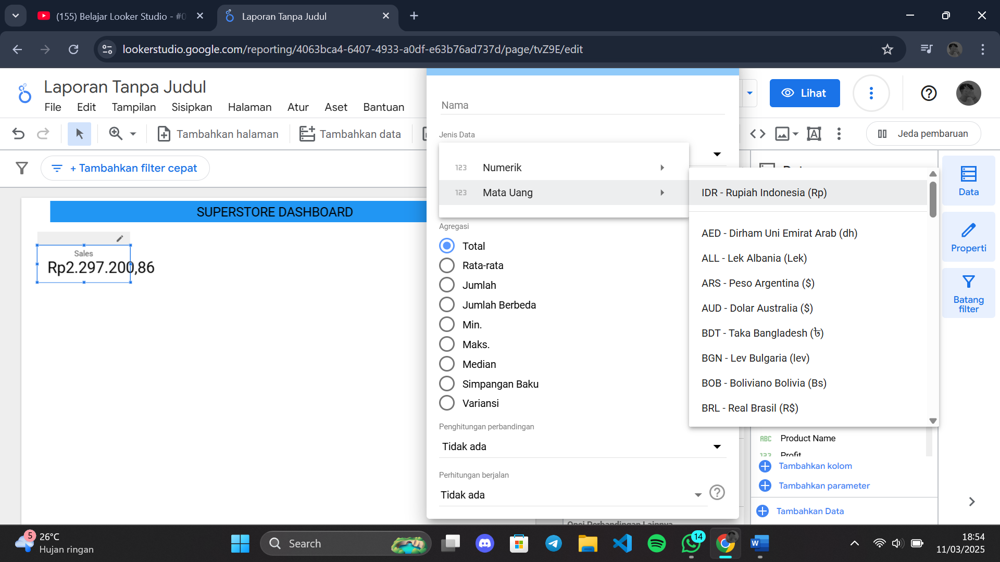 (155) Belajar Looker Studio - #0
Laporan Tanpa Judul
lookerstudio.google.com/reporting/4063bca4-6407-4933-a0df-e63b76ad737d/page/tvZ9E/edit
Laporan Tanpa Judul
File Edit Tampilan Sisipkan Halaman Atur Aset Bantuan
Lihat
Tambahkan halaman
Tambahkan data
Jeda pembaruan
+ Tambahkan filter cepat
SUPERSTORE DASHBOARD
Sales
Rp2.297.200,86
Nama
Jenis Data
123 Numerik
123 Mata Uang
Agregasi
Total
Rata-rata
Jumlah
Jumlah Berbeda
Min.
Maks.
Median
Simpangan Baku
Variansi
Penghitungan perbandingan
Tidak ada
Perhitungan berjalan
Tidak ada
IDR - Rupiah Indonesia (Rp)
AED - Dirham Uni Emirat Arab (dh)
ALL - Lek Albania (Lek)
ARS - Peso Argentina ($)
AUD - Dolar Australia ($)
BDT - Taka Bangladesh (৳)
BGN - Lev Bulgaria (lev)
BOB - Boliviano Bolivia (Bs)
BRL - Real Brasil (R$)
ABC Product Name
123 Profit
Tambahkan kolom
Tambahkan parameter
Tambahkan Data
Data
Properti
Batang
filter
Opsi Perbandingan Lainnya
5
26°C
Hujan ringan
Search
14
W
18:54
11/03/2025